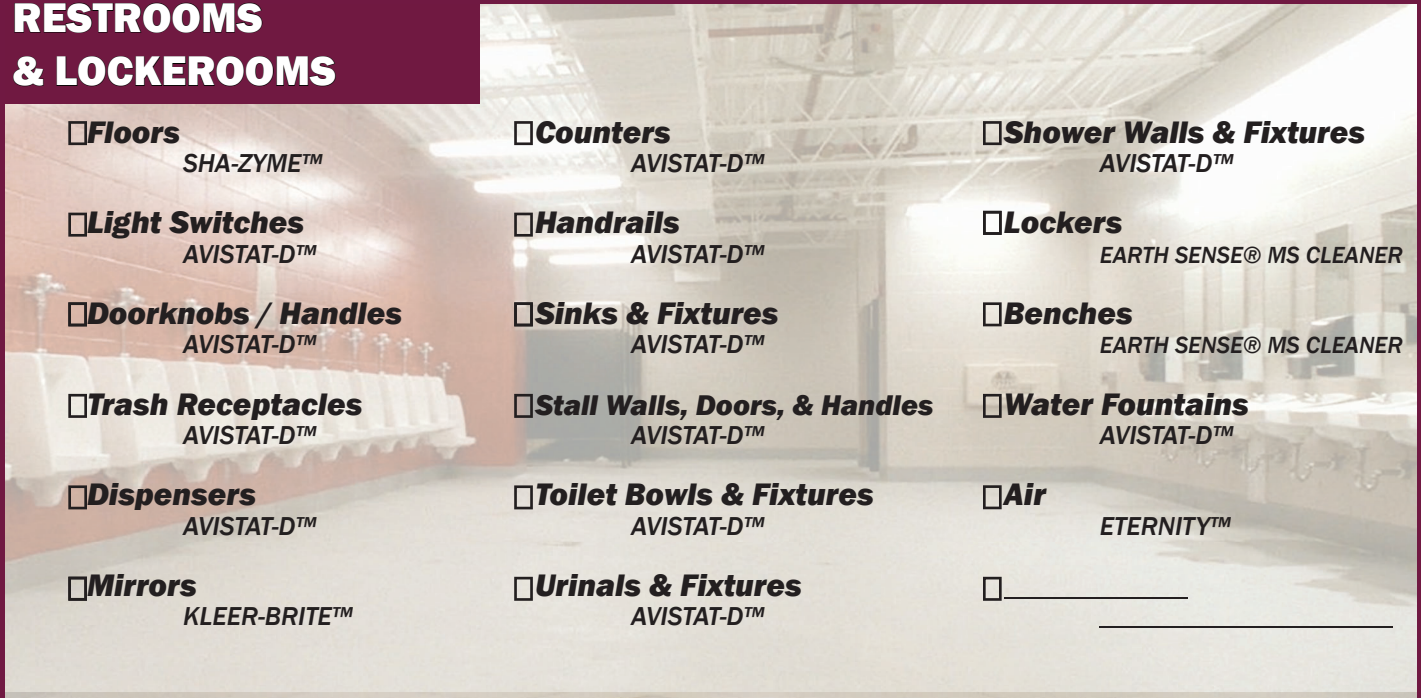 RESTROOMS
& LOCKEROOMS
☐Floors
SHA-ZYME™
☐Light Switches
AVISTAT-D™
☐Doorknobs / Handles
AVISTAT-D™
☐Trash Receptacles
AVISTAT-D™
☐Dispensers
AVISTAT-D™
☐Mirrors
KLEER-BRITE™
☐Counters
AVISTAT-D™
☐Handrails
AVISTAT-D™
☐Sinks & Fixtures
AVISTAT-D™
☐Stall Walls, Doors, & Handles
AVISTAT-D™
☐Toilet Bowls & Fixtures
AVISTAT-D™
☐Urinals & Fixtures
AVISTAT-D™
☐Shower Walls & Fixtures
AVISTAT-D™
☐Lockers
EARTH SENSE® MS CLEANER
☐Benches
EARTH SENSE® MS CLEANER
☐Water Fountains
AVISTAT-D™
☐Air
ETERNITY™
☐